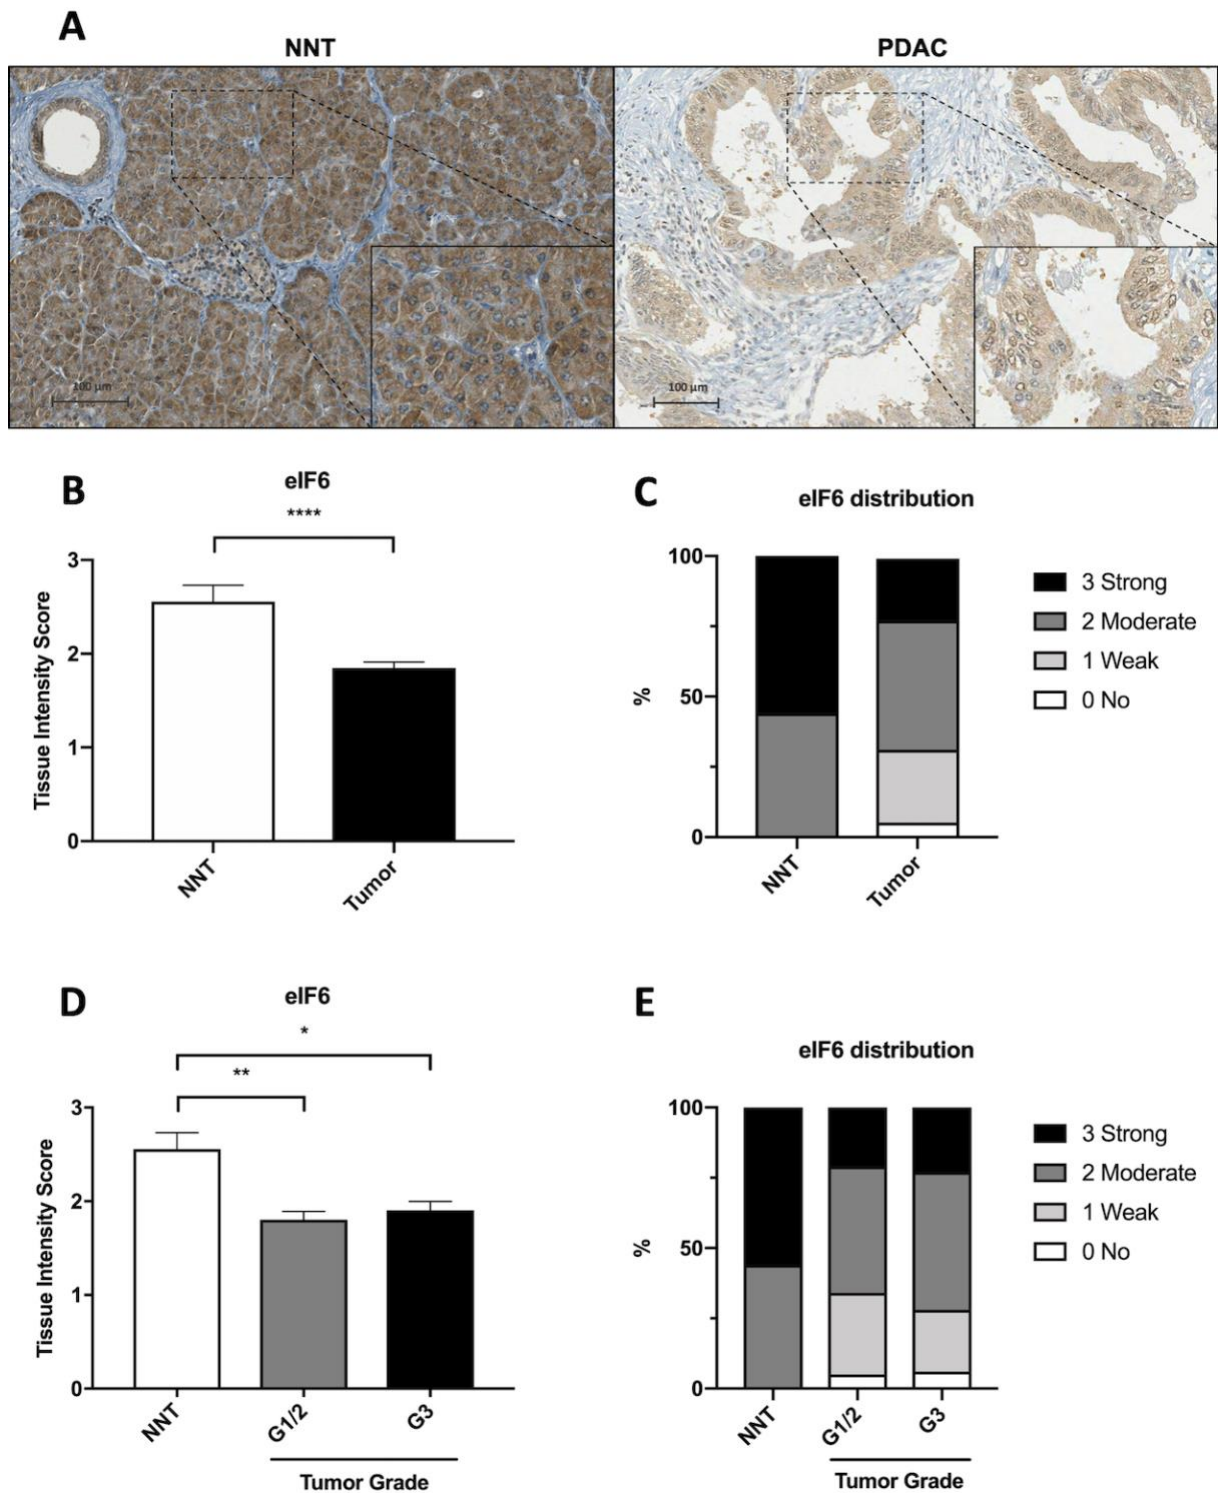 A
NNT
PDAC
100 µm
100 µm
B
eIF6
****
Tissue Intensity Score
3
2
1
0
NNT
Tumor
C
eIF6 distribution
%
100
50
0
NNT
Tumor
3 Strong
2 Moderate
1 Weak
0 No
D
eIF6
*
**
Tissue Intensity Score
3
2
1
0
NNT
G1/2
G3
Tumor Grade
E
eIF6 distribution
%
100
50
0
NNT
G1/2
G3
Tumor Grade
3 Strong
2 Moderate
1 Weak
0 No